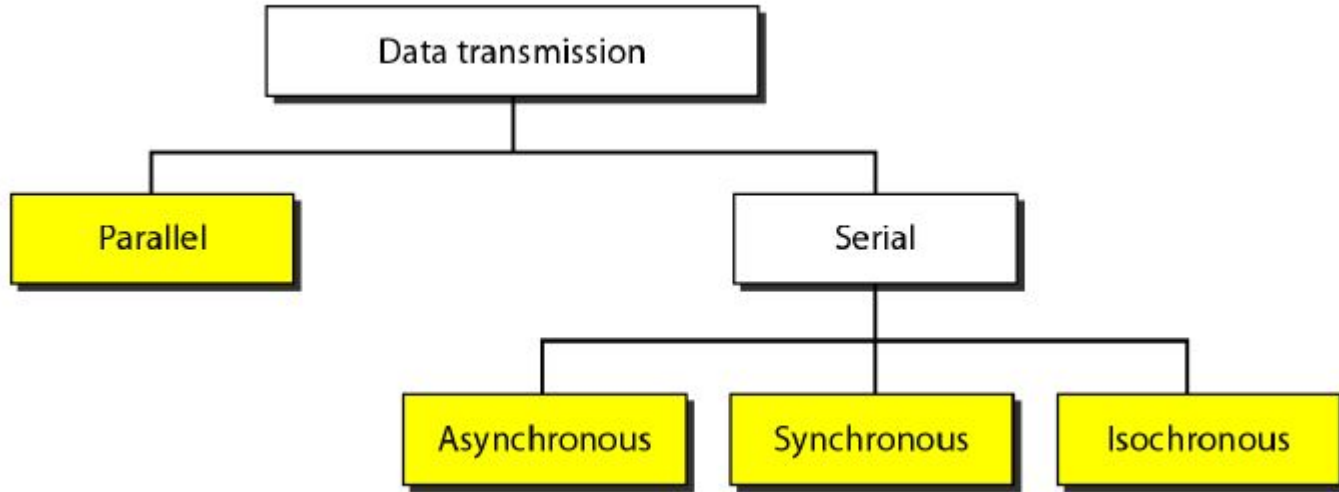 Data transmission
Parallel
Serial
Asynchronous
Synchronous
Isochronous